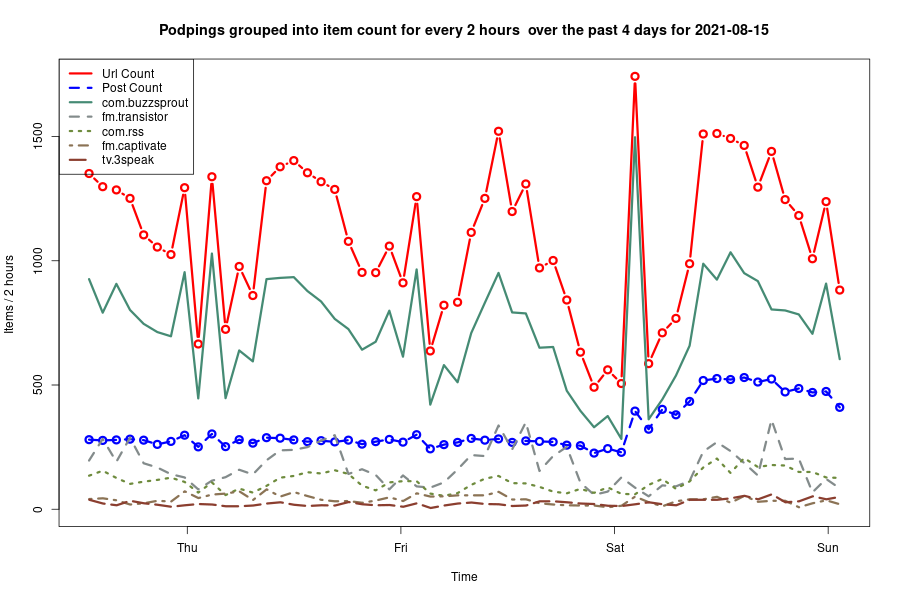 Podpings grouped into item count for every 2 hours  over the past 4 days for 2021-08-15
Url Count
Post Count
com.buzzsprout
fm.transistor
com.rss
fm.captivate
tv.3speak
Items / 2 hours
1500
1000
500
0
Thu
Fri
Sat
Sun
Time